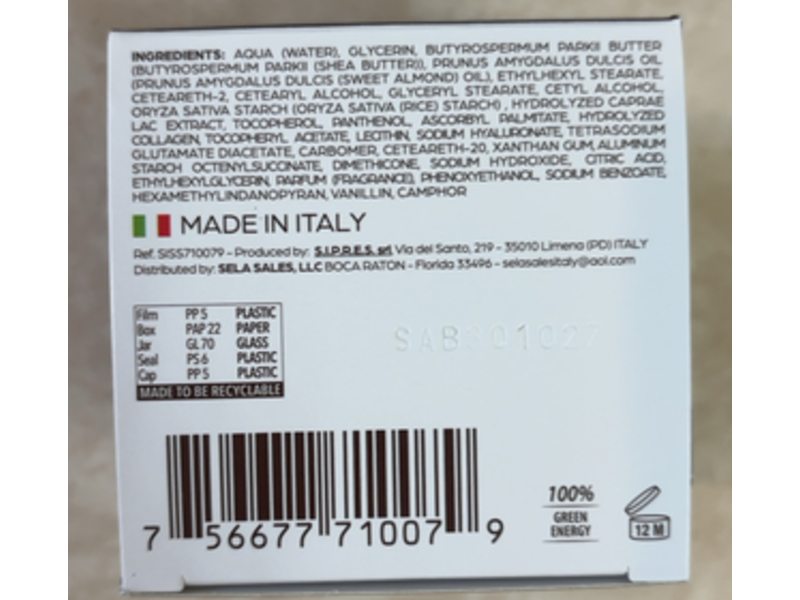 INGREDIENTS: AQUA (WATER), GLYCERIN, BUTYROSPERMUM PARKII BUTTER
(BUTYROSPERMUM PARKII (SHEA BUTTER)), PRUNUS AMYGDALUS DULCIS OIL
(PRUNUS AMYGDALUS DULCIS (SWEET ALMOND) OIL), ETHYLHEXYL STEARATE,
CETEARETH-2, CETEARYL ALCOHOL, GLYCERYL STEARATE, CETYL ALCOHOL,
ORYZA SATIVA STARCH (ORYZA SATIVA (RICE) STARCH) , HYDROLYZED CAPRAE
LAC EXTRACT, TOCOPHEROL, PANTHENOL, ASCORBYL PALMITATE, HYDROLYZED
COLLAGEN, TOCOPHERYL ACETATE, LECITHIN, SODIUM HYALURONATE, TETRASODIUM
GLUTAMATE DIACETATE, CARBOMER, CETEARETH-20, XANTHAN GUM, ALUMINUM
STARCH OCTENYLSUCCINATE, DIMETHICONE, SODIUM HYDROXIDE, CITRIC ACID,
ETHYLHEXYLGLYCERIN, PARFUM (FRAGRANCE), PHENOXYETHANOL, SODIUM BENZOATE,
HEXAMETHYLINDANOPYRAN, VANILLIN, CAMPHOR
MADE IN ITALY
Ref. SISS710079 - Produced by: S.I.P.R.E.S. srl Via del Santo, 219 - 35010 Limena (PD) ITALY
Distributed by: SELA SALES, LLC BOCA RATON - Florida 33496 - selasalesitaly@aol.com
Film PP 5 PLASTIC
Box PAP 22 PAPER
Jar GL 70 GLASS
Seal PS 6 PLASTIC
Cap PP 5 PLASTIC
MADE TO BE RECYCLABLE
7 56677 71007 9
100%
GREEN
ENERGY
12 M